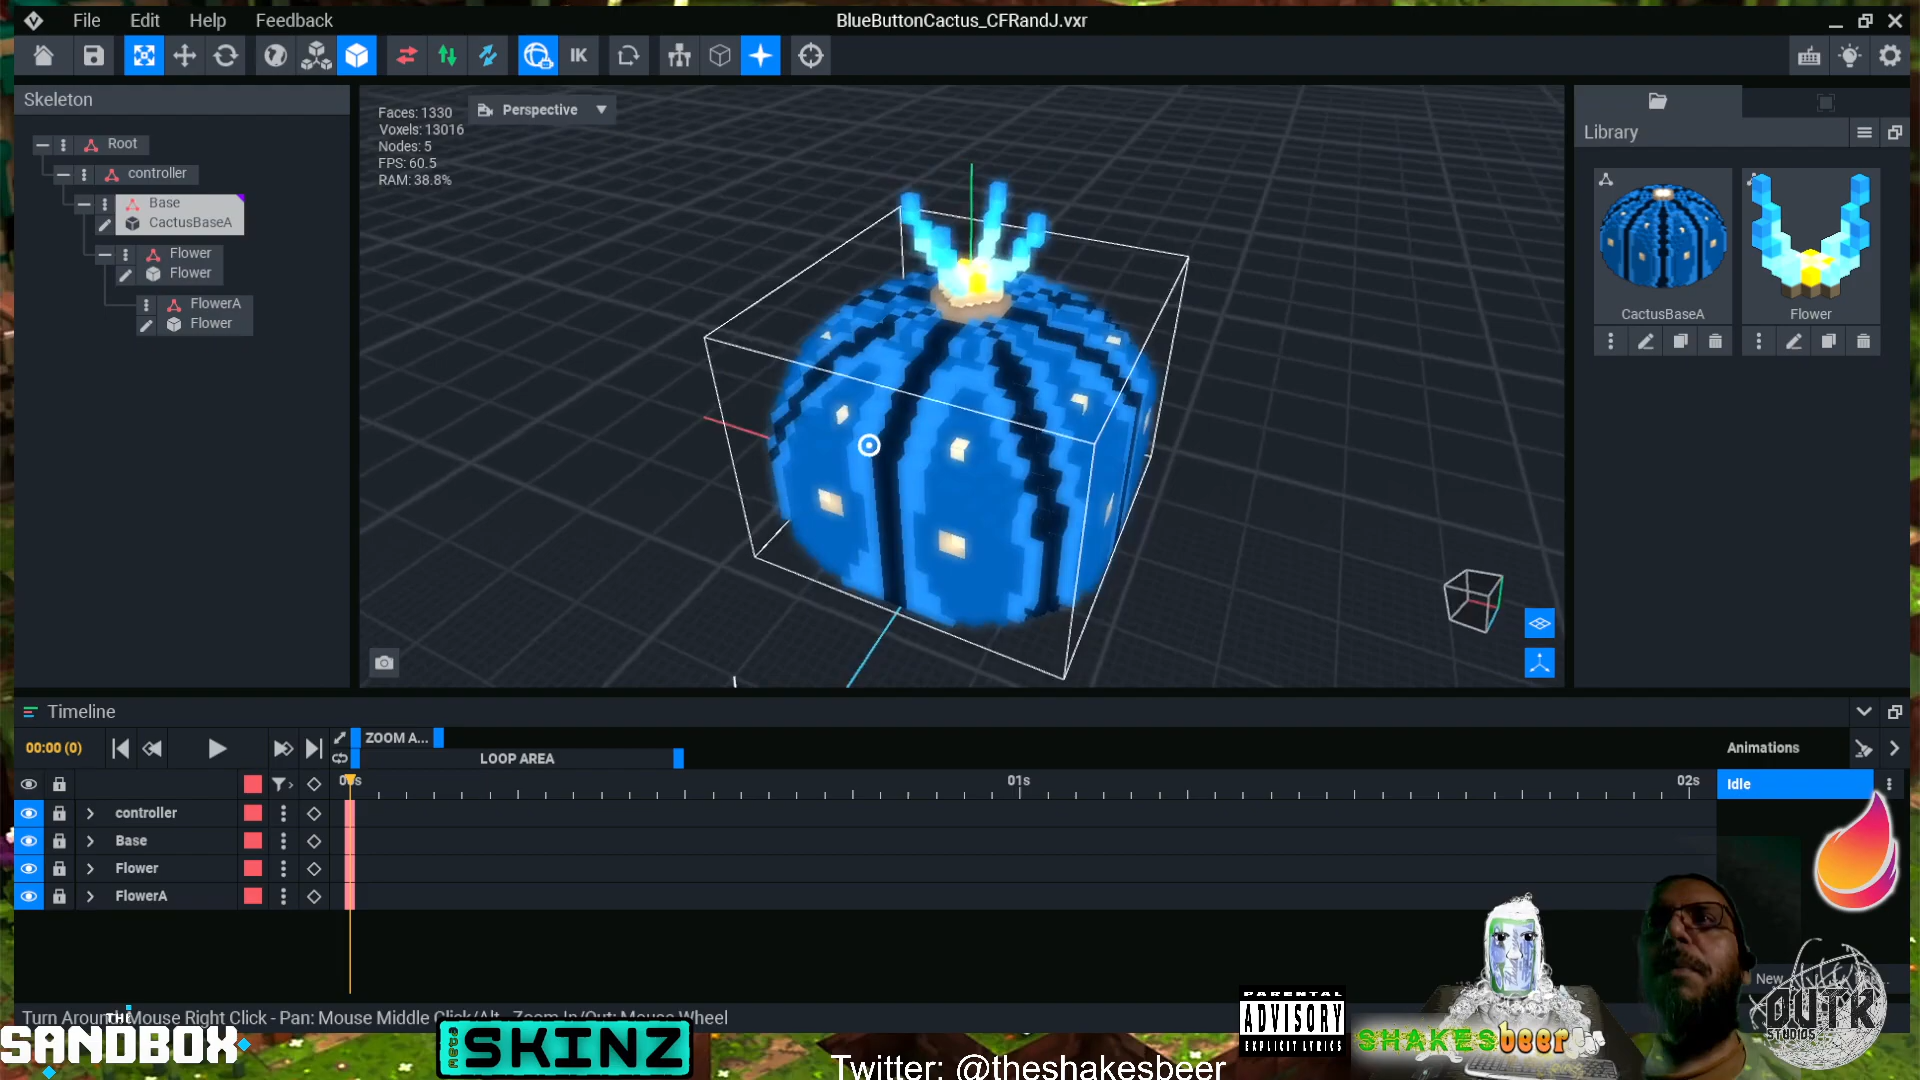 File Edit Help Feedback
BlueButtonCactus_CFRandJ.vxr
IK
Skeleton
Root
controller
Base
CactusBaseA
Flower
Flower
FlowerA
Flower
Faces: 1330
Voxels: 13016
Nodes: 5
FPS: 60.5
RAM: 38.8%
Perspective
Library
CactusBaseA
Flower
Timeline
00:00 (0)
ZOOM A...
LOOP AREA
01s
02s
Animations
Idle
controller
Base
Flower
FlowerA
New
Turn Around: Mouse Right Click - Pan: Mouse Middle Click/Alt - Zoom In/Out: Mouse Wheel
THE
SANDBOX
SKINZ
Twitter: @theshakesbeer
PARENTAL
ADVISORY
EXPLICIT LYRICS
SHAKESbeer
OUTR
STUDIOS